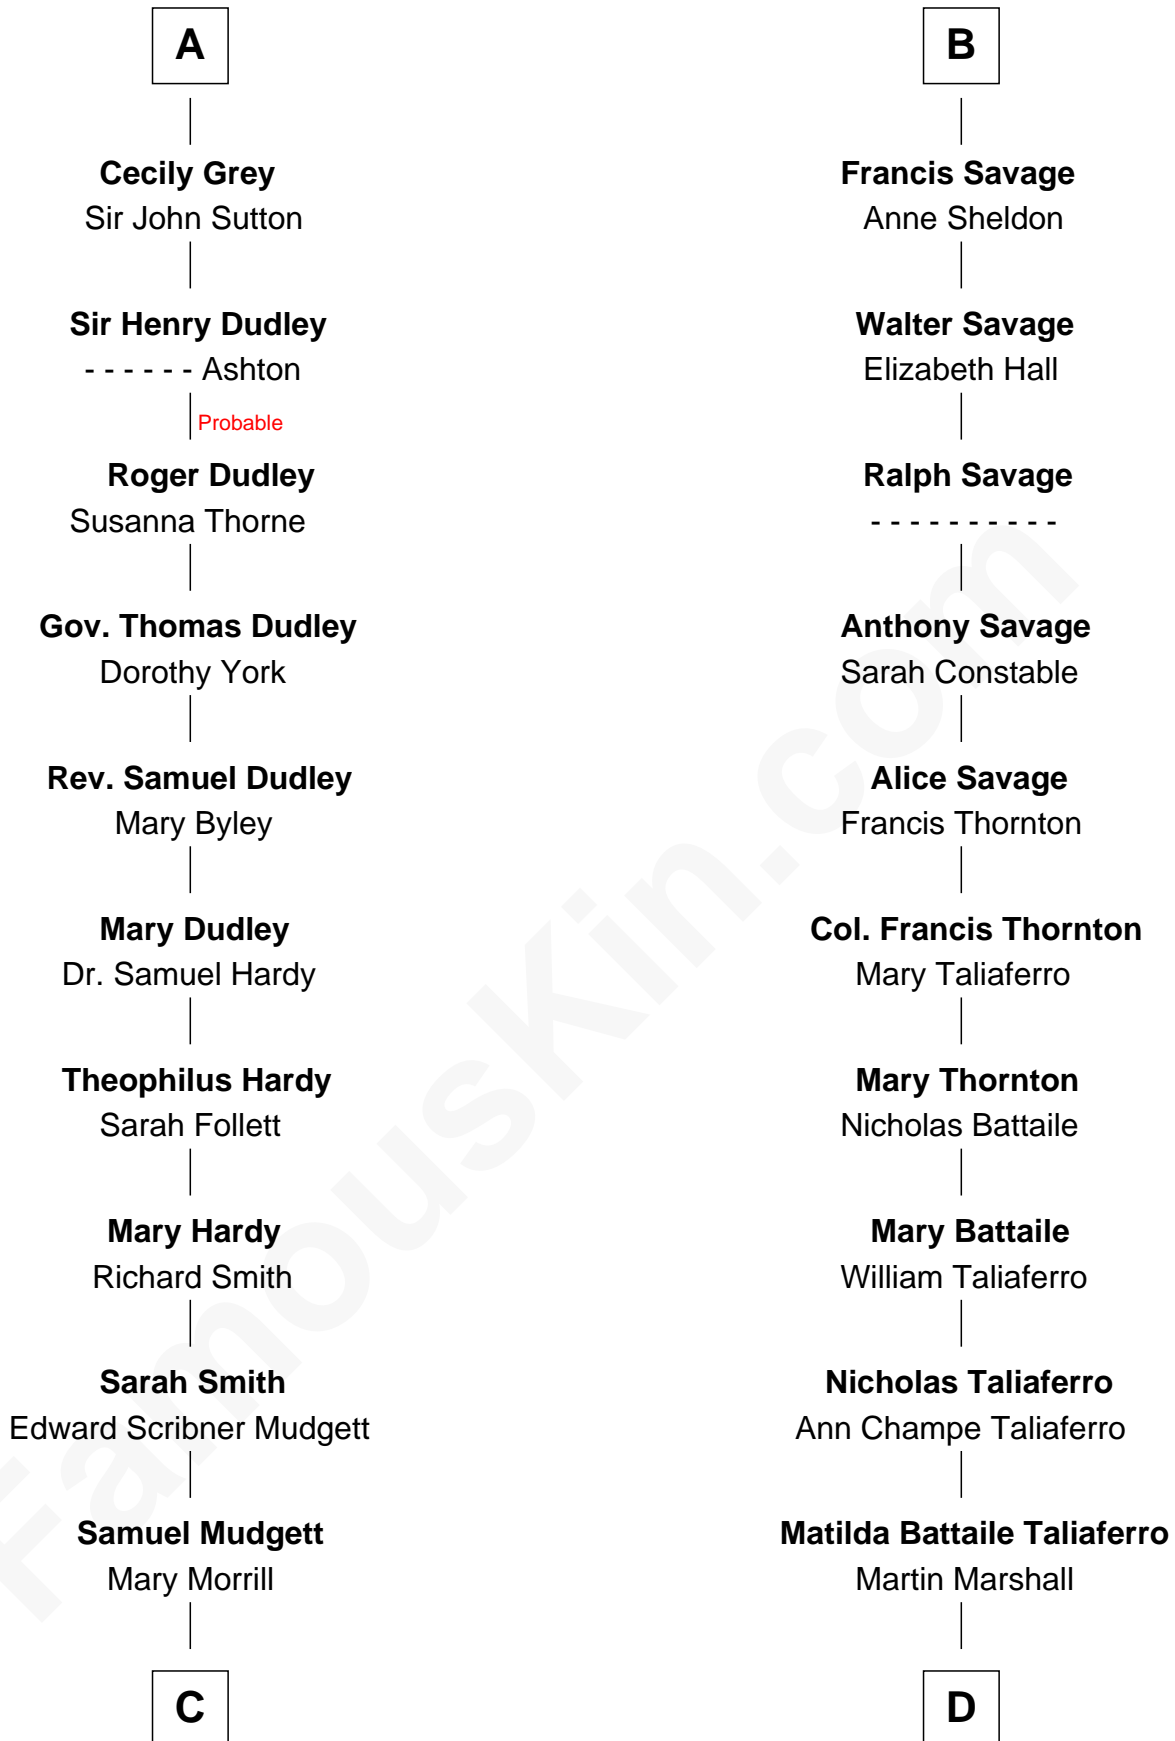 A
Cecily Grey
Sir John Sutton
Sir Henry Dudley
- - - - - - Ashton
Probable
Roger Dudley
Susanna Thorne
Gov. Thomas Dudley
Dorothy York
Rev. Samuel Dudley
Mary Byley
Mary Dudley
Dr. Samuel Hardy
Theophilus Hardy
Sarah Follett
Mary Hardy
Richard Smith
Sarah Smith
Edward Scribner Mudgett
Samuel Mudgett
Mary Morrill
C
B
Francis Savage
Anne Sheldon
Walter Savage
Elizabeth Hall
Ralph Savage
- - - - - - - - - -
Anthony Savage
Sarah Constable
Alice Savage
Francis Thornton
Col. Francis Thornton
Mary Taliaferro
Mary Thornton
Nicholas Battaile
Mary Battaile
William Taliaferro
Nicholas Taliaferro
Ann Champe Taliaferro
Matilda Battaile Taliaferro
Martin Marshall
D
FamousKin.com